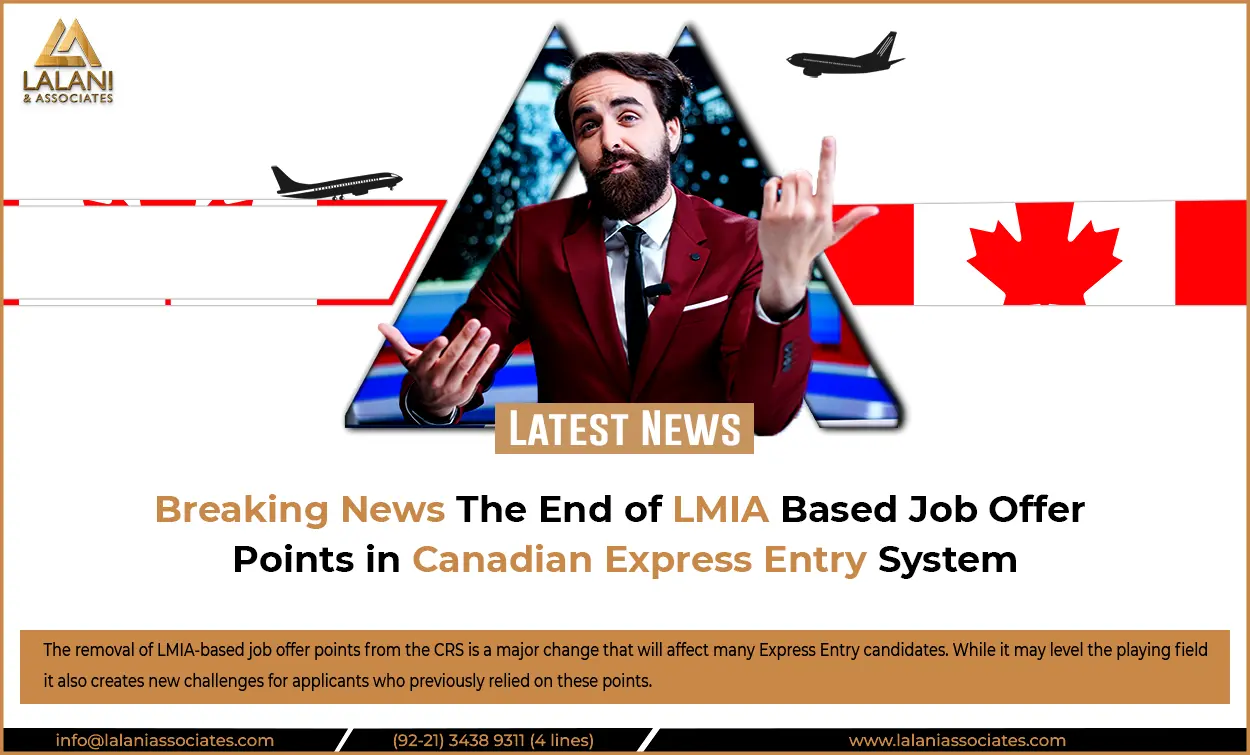 LALANI
& ASSOCIATES
LATEST NEWS
Breaking News The End of LMIA Based Job Offer
Points in Canadian Express Entry System
The removal of LMIA-based job offer points from the CRS is a major change that will affect many Express Entry candidates. While it may level the playing field
it also creates new challenges for applicants who previously relied on these points.
info@lalaniassociates.com
(92-21) 3438 9311 (4 lines)
www.lalaniassociates.com